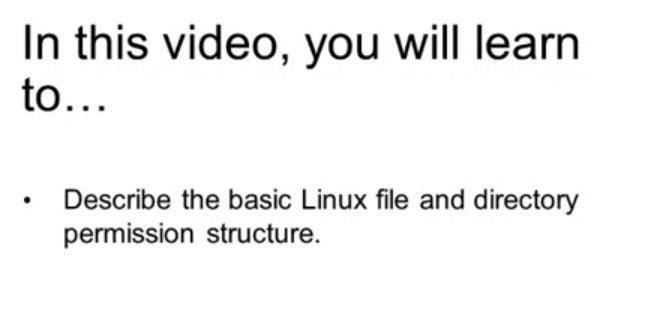 In this video, you will learn
to…
• Describe the basic Linux file and directory
permission structure.